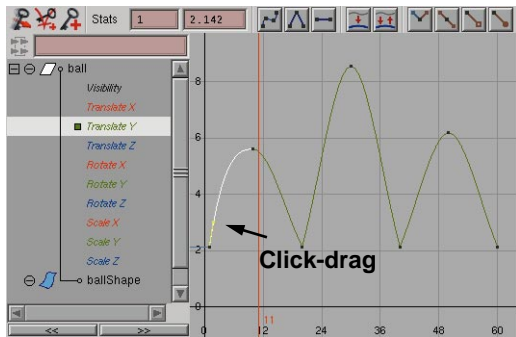 Stats 1 2.142
ball
Visibility
Translate X
Translate Y
Translate Z
Rotate X
Rotate Y
Rotate Z
Scale X
Scale Y
Scale Z
ballShape
<< >>
8
6
4
2
0
Click-drag
11
0 12 24 36 48 60